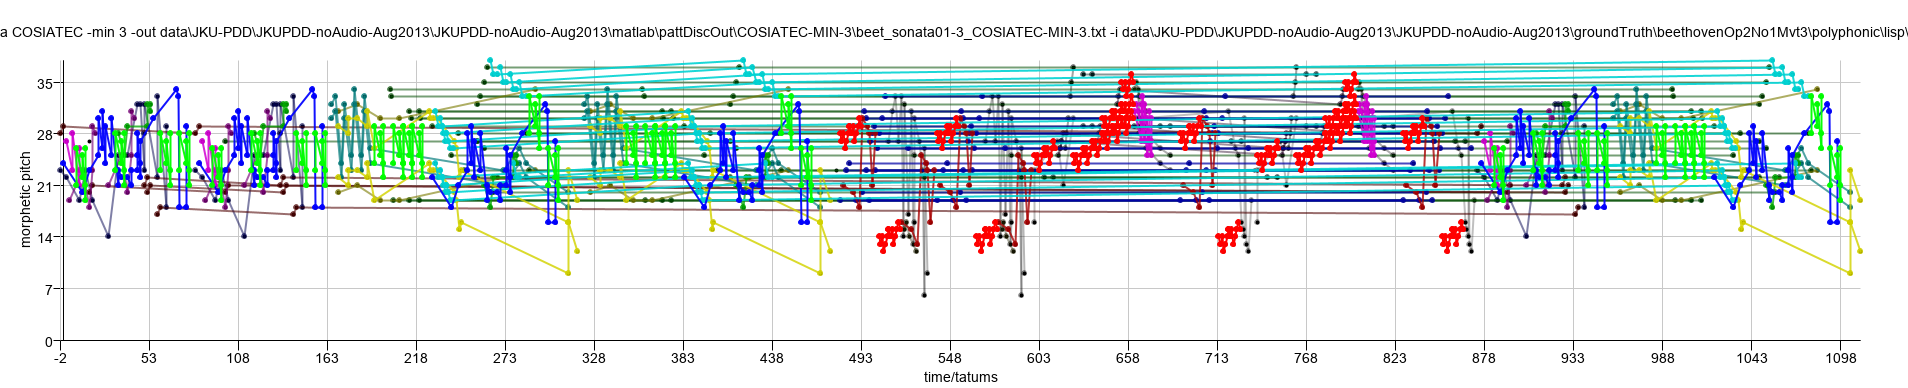 a COSIATEC -min 3 -out data\JKU-PDD\JKUPDD-noAudio-Aug2013\JKUPDD-noAudio-Aug2013\matlab\pattDiscOut\COSIATEC-MIN-3\beet_sonata01-3_COSIATEC-MIN-3.txt -i data\JKU-PDD\JKUPDD-noAudio-Aug2013\JKUPDD-noAudio-Aug2013\groundTruth\beethovenOp2No1Mvt3\polyphonic\lisp\
morphetic pitch
35
28
21
14
7
0
-2 53 108 163 218 273 328 383 438 493 548 603 658 713 768 823 878 933 988 1043 1098
time/tatums